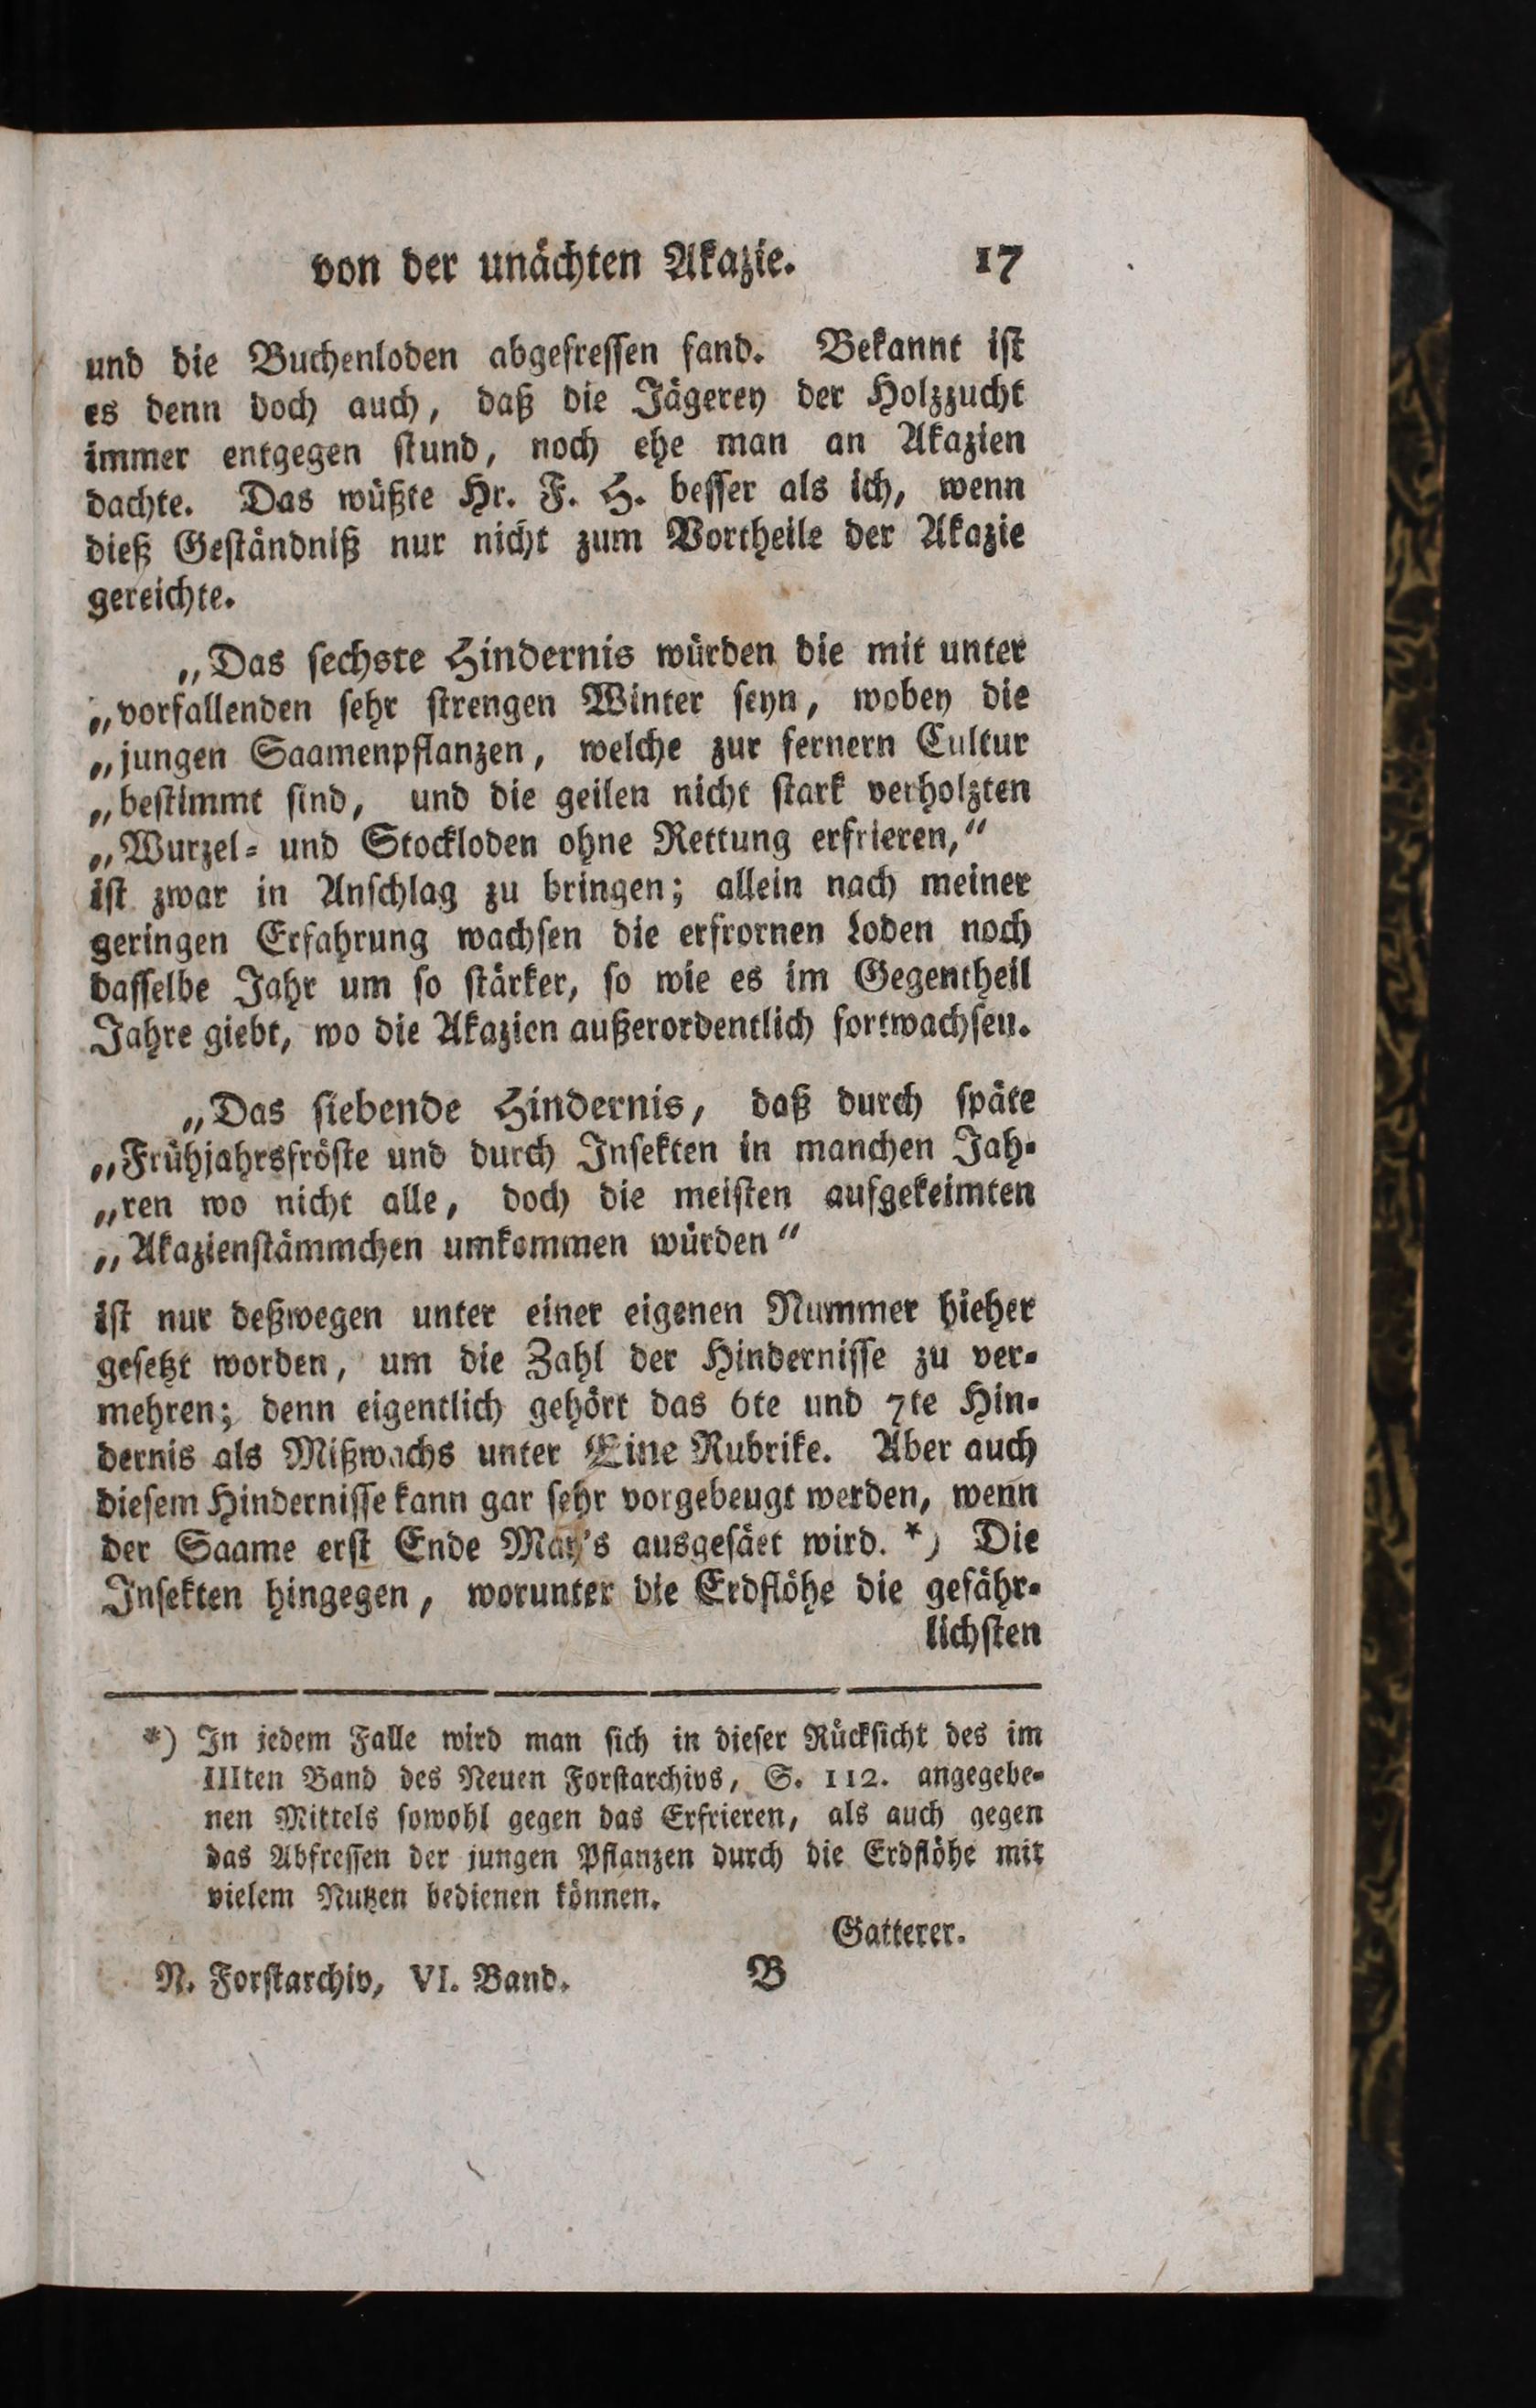 von der unächten Akazie. 17
und die Buchenloden abgefressen fand. Bekannt ist
es denn doch auch, daß die Jägerey der Holzzucht
immer entgegen stund, noch ehe man an Akazien
dachte. Das wüßte Hr. F. H. besser als ich, wenn
dieß Geständniß nur nicht zum Vortheile der Akazie
gereichte.
„Das sechste Hindernis würden die mit unter
„vorfallenden sehr strengen Winter seyn, wobey die
„jungen Saamenpflanzen, welche zur fernern Cultur
„bestimmt sind, und die geilen nicht stark verholzten
„Wurzel- und Stockloden ohne Rettung erfrieren,“
ist zwar in Anschlag zu bringen; allein nach meiner
geringen Erfahrung wachsen die erfrornen Loden noch
dasselbe Jahr um so stärker, so wie es im Gegentheil
Jahre giebt, wo die Akazien außerordentlich fortwachsen.
„Das siebende Hindernis, daß durch späte
„Frühjahrsfröste und durch Insekten in manchen Jah-
„ren wo nicht alle, doch die meisten aufgekeimten
„Akazienstämmchen umkommen würden“
ist nur deßwegen unter einer eigenen Nummer hieher
gesetzt worden, um die Zahl der Hindernisse zu ver-
mehren; denn eigentlich gehört das 6te und 7te Hin-
dernis als Mißwachs unter Eine Rubrike. Aber auch
diesem Hindernisse kann gar sehr vorgebeugt werden, wenn
der Saame erst Ende May's ausgesäet wird. *) Die
Insekten hingegen, worunter die Erdflöhe die gefähr-
lichsten
*) In jedem Falle wird man sich in dieser Rücksicht des im
IIIten Band des Neuen Forstarchivs, S. 112. angegebe-
nen Mittels sowohl gegen das Erfrieren, als auch gegen
das Abfressen der jungen Pflanzen durch die Erdflöhe mit
vielem Nutzen bedienen können.
Gatterer.
N. Forstarchiv, VI. Band. B